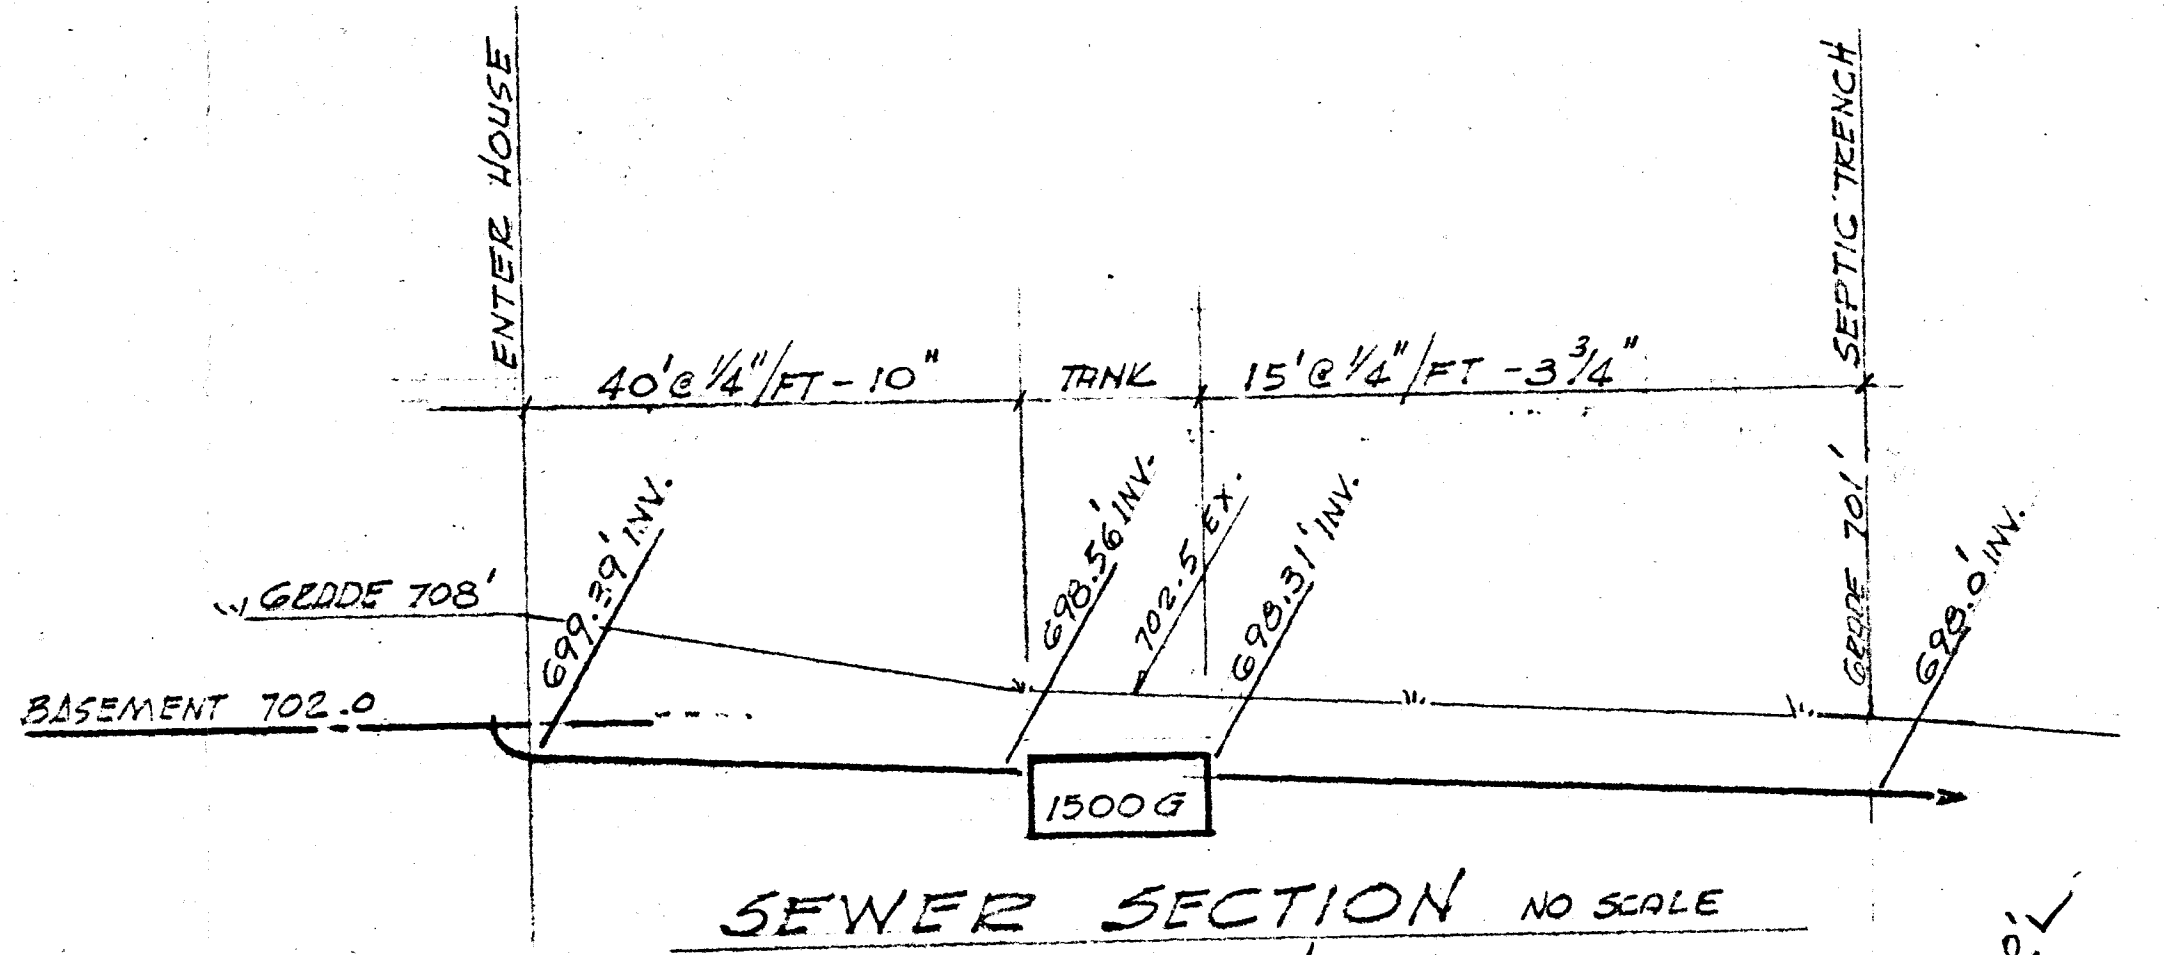 ENTER HOUSE
SEPTIC TRENCH
40' @ 1/4"/FT - 10"
TANK
15' @ 1/4"/FT - 3 3/4"
699.39' INV.
698.56' INV.
702.5 EX.
698.31' INV.
GRADE 701'
698.0' INV.
GRADE 708'
BASEMENT 702.0
1500 G
SEWER SECTION NO SCALE